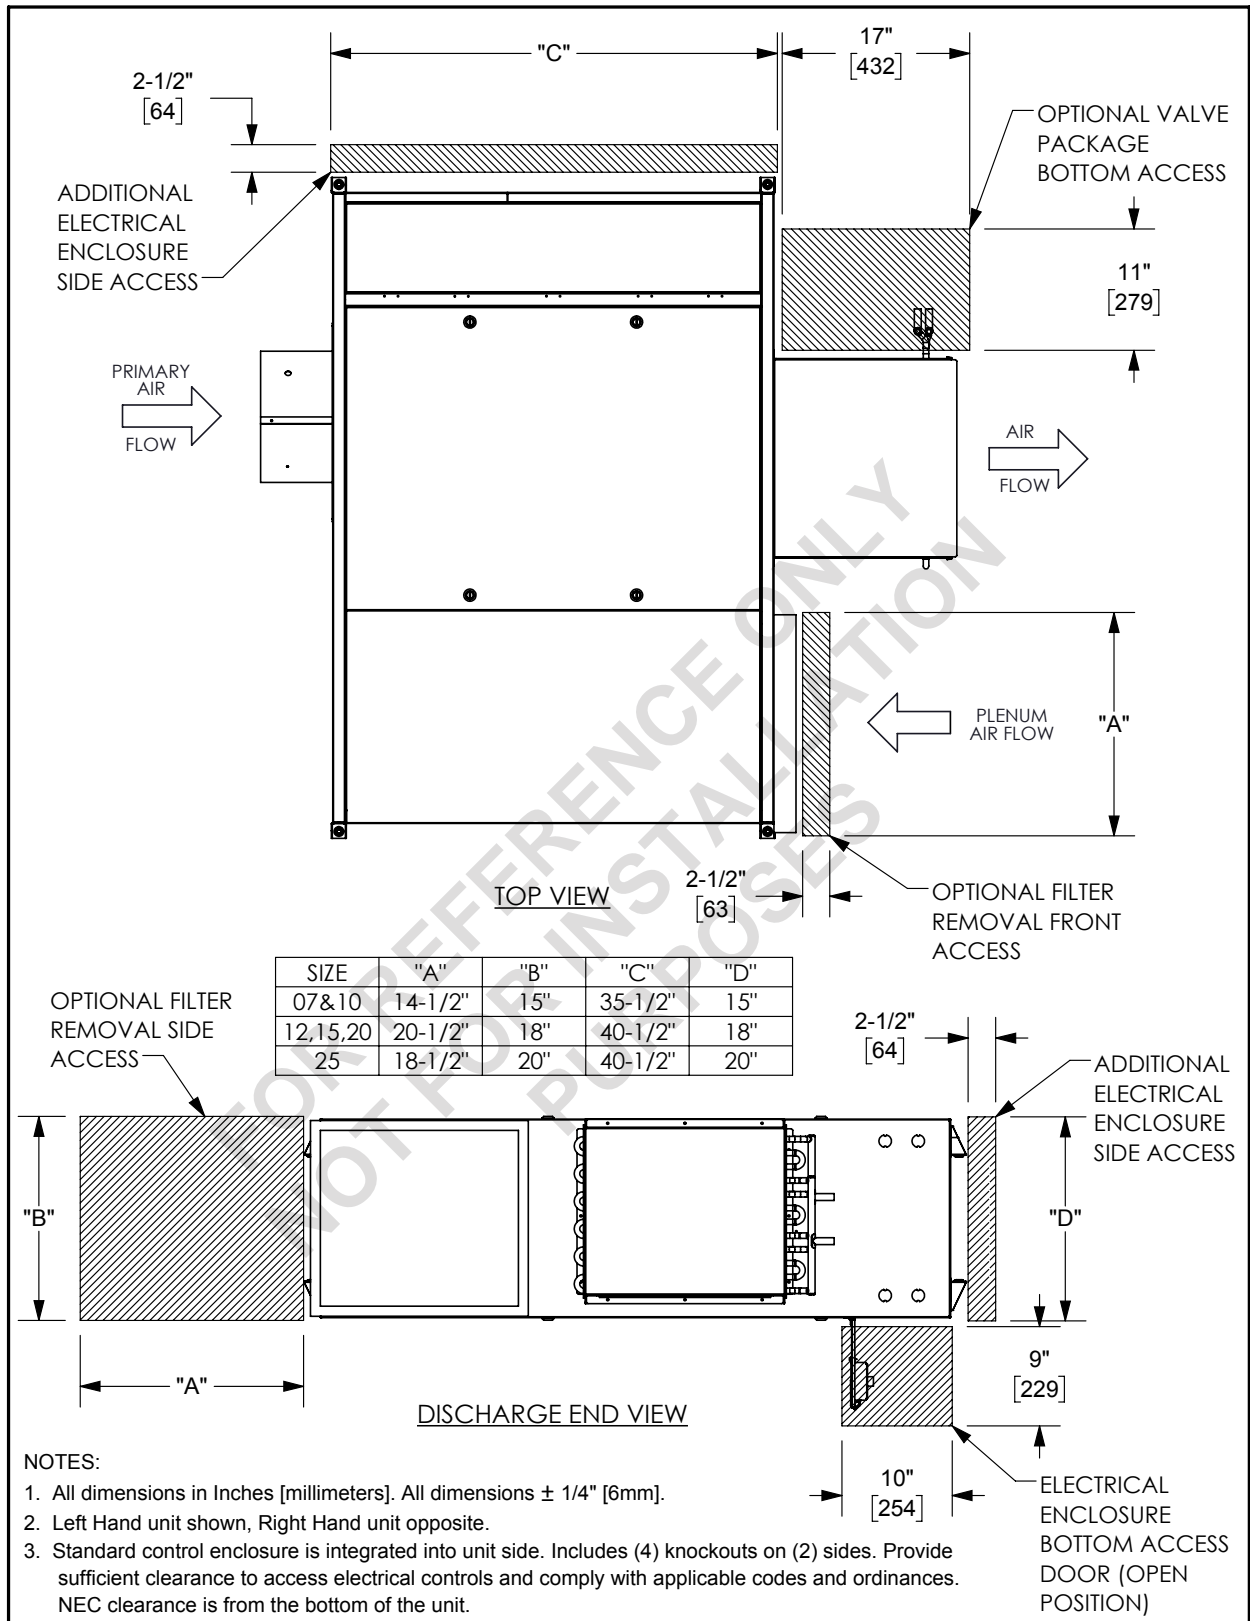 "C"
17"
[432]
2-1/2"
[64]
OPTIONAL VALVE
PACKAGE
BOTTOM ACCESS
ADDITIONAL
ELECTRICAL
ENCLOSURE
SIDE ACCESS
11"
[279]
PRIMARY
AIR
FLOW
AIR
FLOW
PLENUM
AIR FLOW
"A"
FOR REFERENCE ONLY
NOT FOR INSTALLATION
PURPOSES
TOP VIEW
2-1/2"
[63]
OPTIONAL FILTER
REMOVAL FRONT
ACCESS
SIZE "A" "B" "C" "D"
07&10 14-1/2" 15" 35-1/2" 15"
12,15,20 20-1/2" 18" 40-1/2" 18"
25 18-1/2" 20" 40-1/2" 20"
OPTIONAL FILTER
REMOVAL SIDE
ACCESS
2-1/2"
[64]
ADDITIONAL
ELECTRICAL
ENCLOSURE
SIDE ACCESS
"B"
"D"
"A"
9"
[229]
DISCHARGE END VIEW
10"
[254]
ELECTRICAL
ENCLOSURE
BOTTOM ACCESS
DOOR (OPEN
POSITION)
NOTES:
1. All dimensions in Inches [millimeters]. All dimensions ± 1/4" [6mm].
2. Left Hand unit shown, Right Hand unit opposite.
3. Standard control enclosure is integrated into unit side. Includes (4) knockouts on (2) sides. Provide
sufficient clearance to access electrical controls and comply with applicable codes and ordinances.
NEC clearance is from the bottom of the unit.